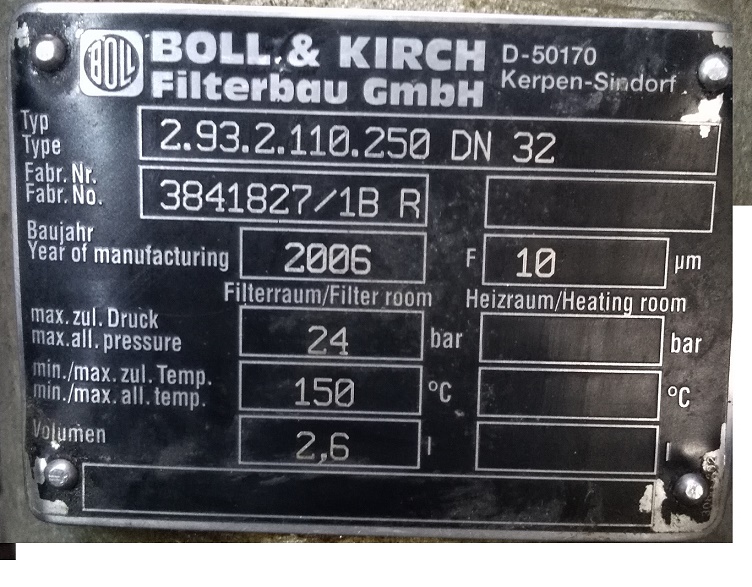 BOLL
BOLL & KIRCH
Filterbau GmbH
D-50170
Kerpen-Sindorf
Typ
Type
2.93.2.110.250 DN 32
Fabr. Nr.
Fabr. No.
3841827/1B R
Baujahr
Year of manufacturing
2006
F 10 µm
Filterraum/Filter room
Heizraum/Heating room
max. zul. Druck
max. all. pressure
24 bar
bar
min./max. zul. Temp.
min./max. all. temp.
150 °C
°C
Volumen
2,6 l
l